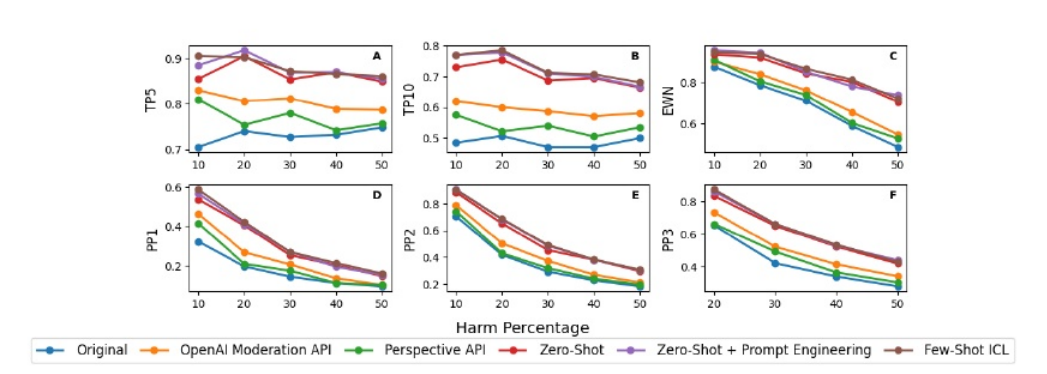 A
TP5
0.9
0.8
0.7
10 20 30 40 50
B
TP10
0.8
0.7
0.6
0.5
10 20 30 40 50
C
EWN
0.8
0.6
10 20 30 40 50
D
PP1
0.6
0.4
0.2
10 20 30 40 50
E
PP2
0.8
0.6
0.4
0.2
10 20 30 40 50
F
PP3
0.8
0.6
0.4
20 30 40 50
Harm Percentage
Original OpenAI Moderation API Perspective API Zero-Shot Zero-Shot + Prompt Engineering Few-Shot ICL